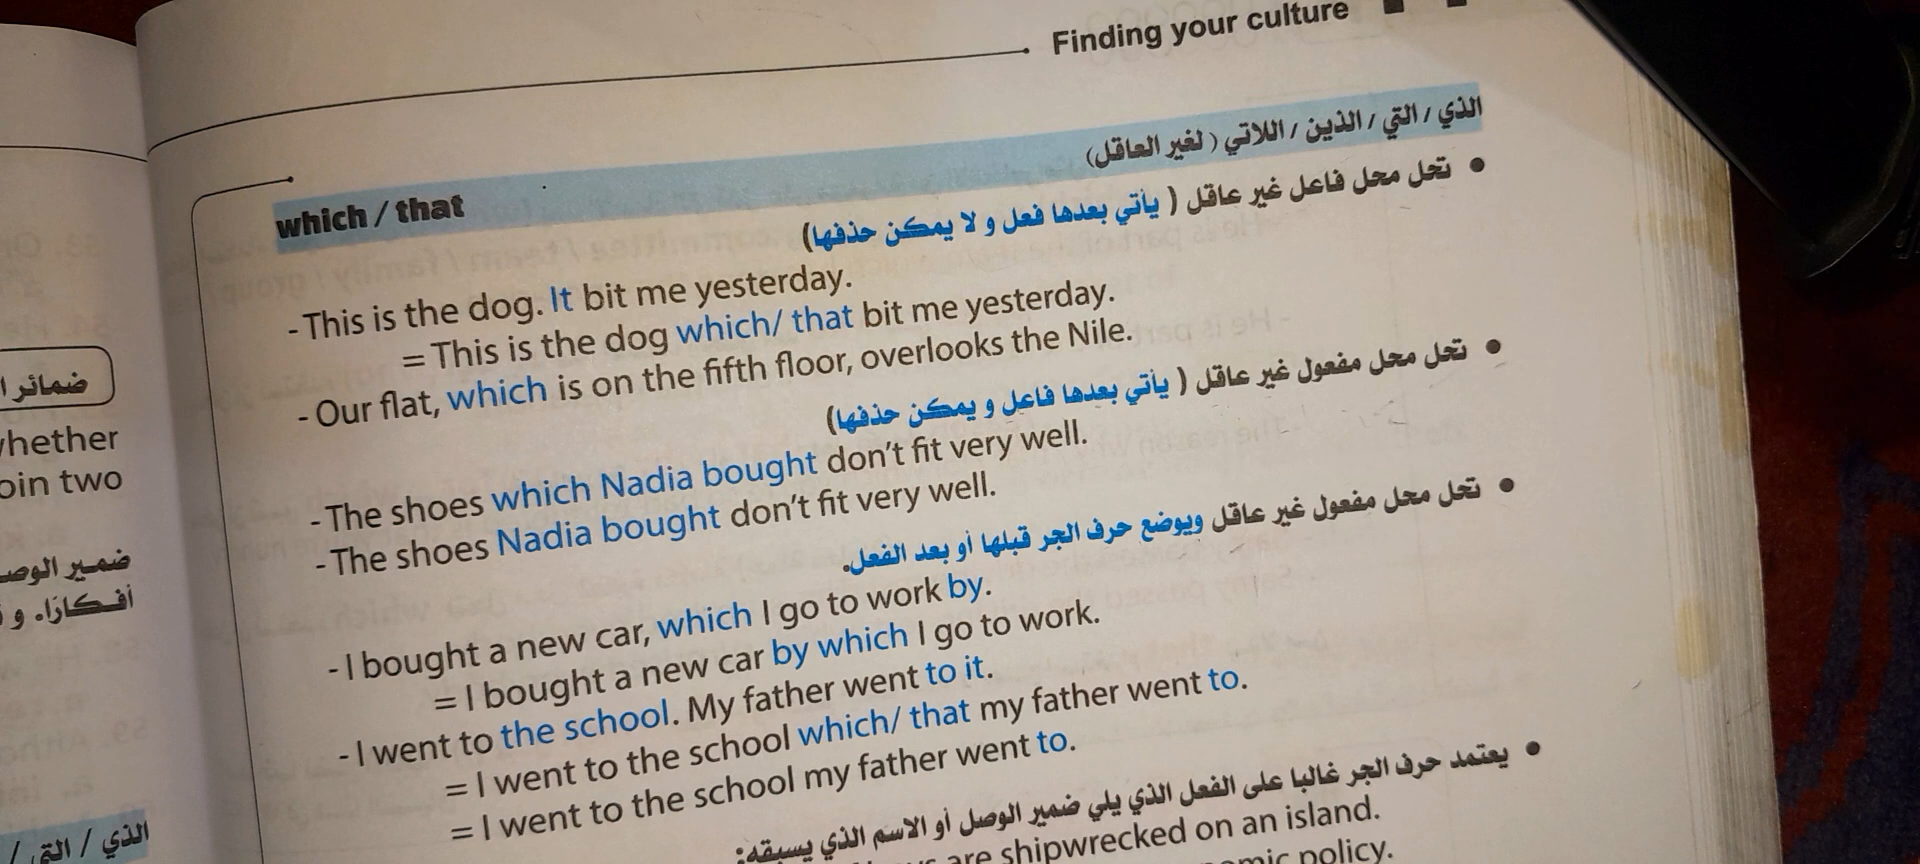 Finding your culture
which / that
الذي / التي / الذين / اللاتي ( لغير العاقل)
• تحل محل فاعل غير عاقل ( يأتي بعدها فعل و لا يمكن حذفها)
- This is the dog. It bit me yesterday.
= This is the dog which/ that bit me yesterday.
- Our flat, which is on the fifth floor, overlooks the Nile.
• تحل محل مفعول غير عاقل ( يأتي بعدها فاعل و يمكن حذفها)
- The shoes which Nadia bought don't fit very well.
- The shoes Nadia bought don't fit very well.
• تحل محل مفعول غير عاقل ويوضع حرف الجر قبلها أو بعد الفعل.
- I bought a new car, which I go to work by.
= I bought a new car by which I go to work.
- I went to the school. My father went to it.
= I went to the school which/ that my father went to.
= I went to the school my father went to.
• يعتمد حرف الجر غالبا على الفعل الذي يلي ضمير الوصل أو الاسم الذي يسبقه:
are shipwrecked on an island.
policy.
ضمائر
two
ضمير
أفكارًا. و
الذي / التي /